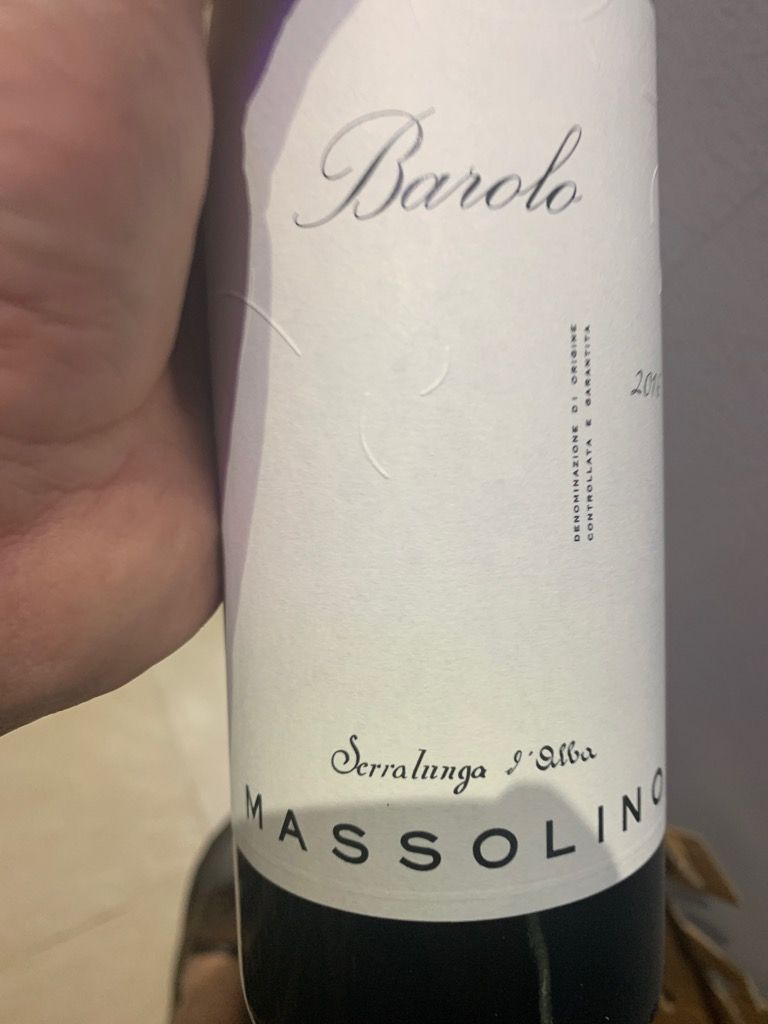 Barolo
DENOMINAZIONE DI ORIGINE
CONTROLLATA E GARANTITA
Serralunga d'Alba
MASSOLINO